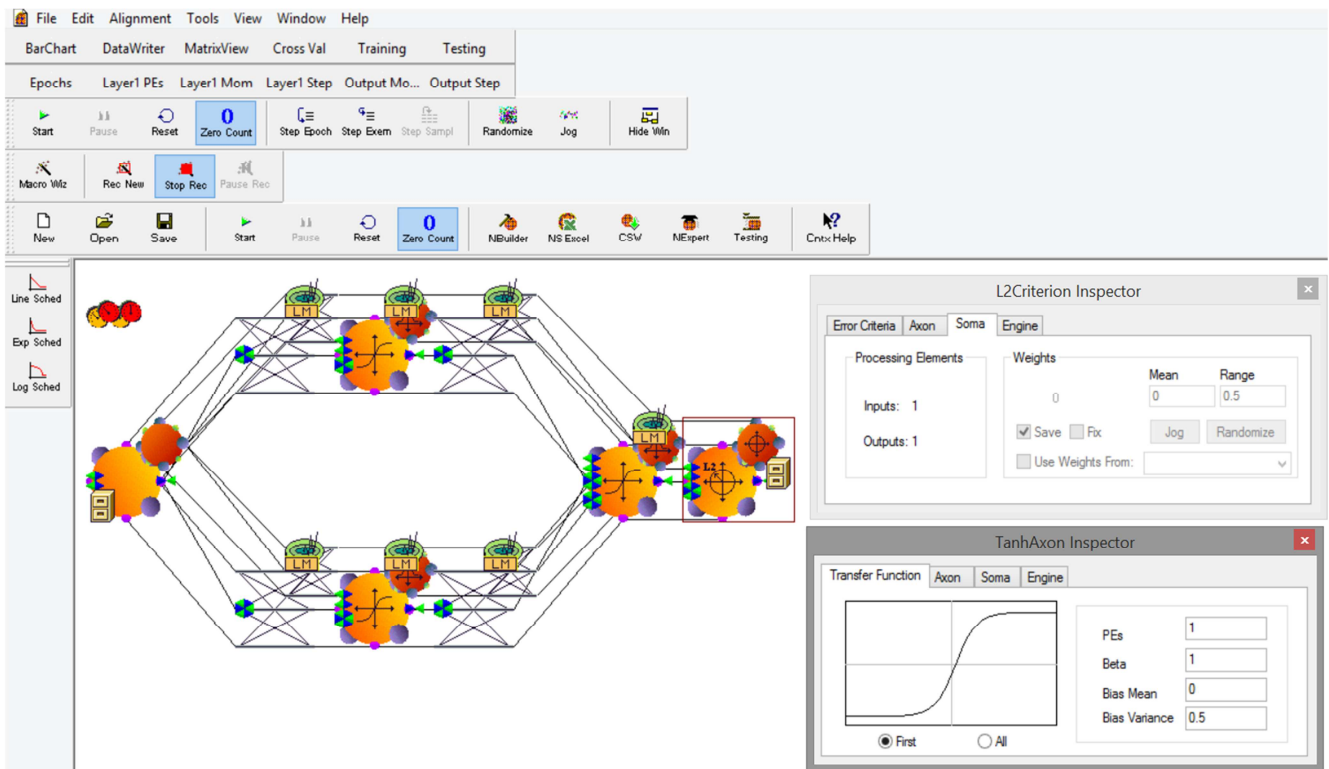 File Edit Alignment Tools View Window Help
BarChart DataWriter MatrixView Cross Val Training Testing
Epochs Layer1 PEs Layer1 Mom Layer1 Step Output Mo... Output Step
0
Start Pause Reset Zero Count Step Epoch Step Exem Step Sampl Randomize Jog Hide Win
Macro Wiz Rec New Stop Rec Pause Rec
0
New Open Save Start Pause Reset Zero Count NBuilder NS Excel CSV NExpert Testing Cntx Help
Line Sched
Exp Sched
Log Sched
LM LM LM
LM
L2
LM LM LM
L2Criterion Inspector
Error Criteria Axon Soma Engine
Processing Elements
Inputs: 1
Outputs: 1
Weights
Mean Range
0 0 0.5
Save Fix Jog Randomize
Use Weights From:
TanhAxon Inspector
Transfer Function Axon Soma Engine
PEs 1
Beta 1
Bias Mean 0
Bias Variance 0.5
First All